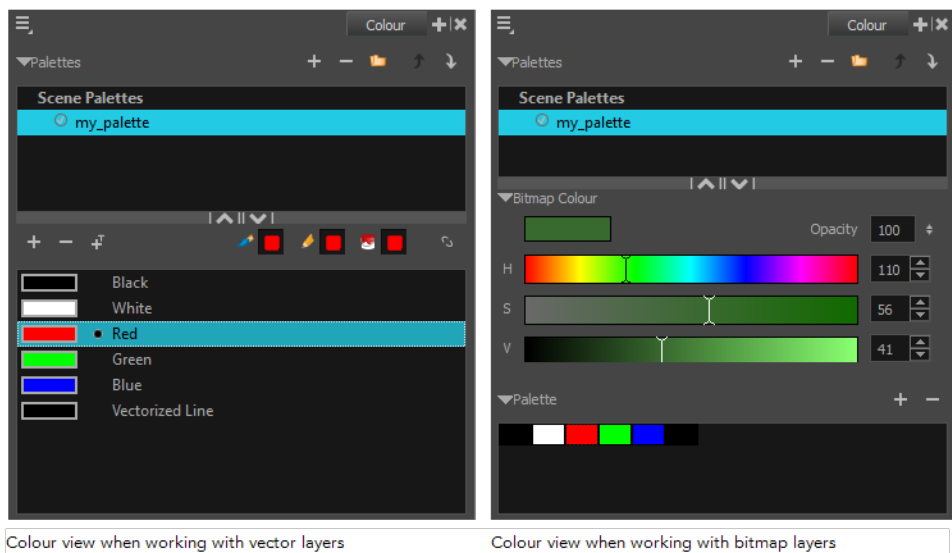 Colour
Palettes
Scene Palettes
my_palette
Black
White
Red
Green
Blue
Vectorized Line
Colour view when working with vector layers
Colour
Palettes
Scene Palettes
my_palette
Bitmap Colour
Opacity 100
H 110
S 56
V 41
Palette
Colour view when working with bitmap layers